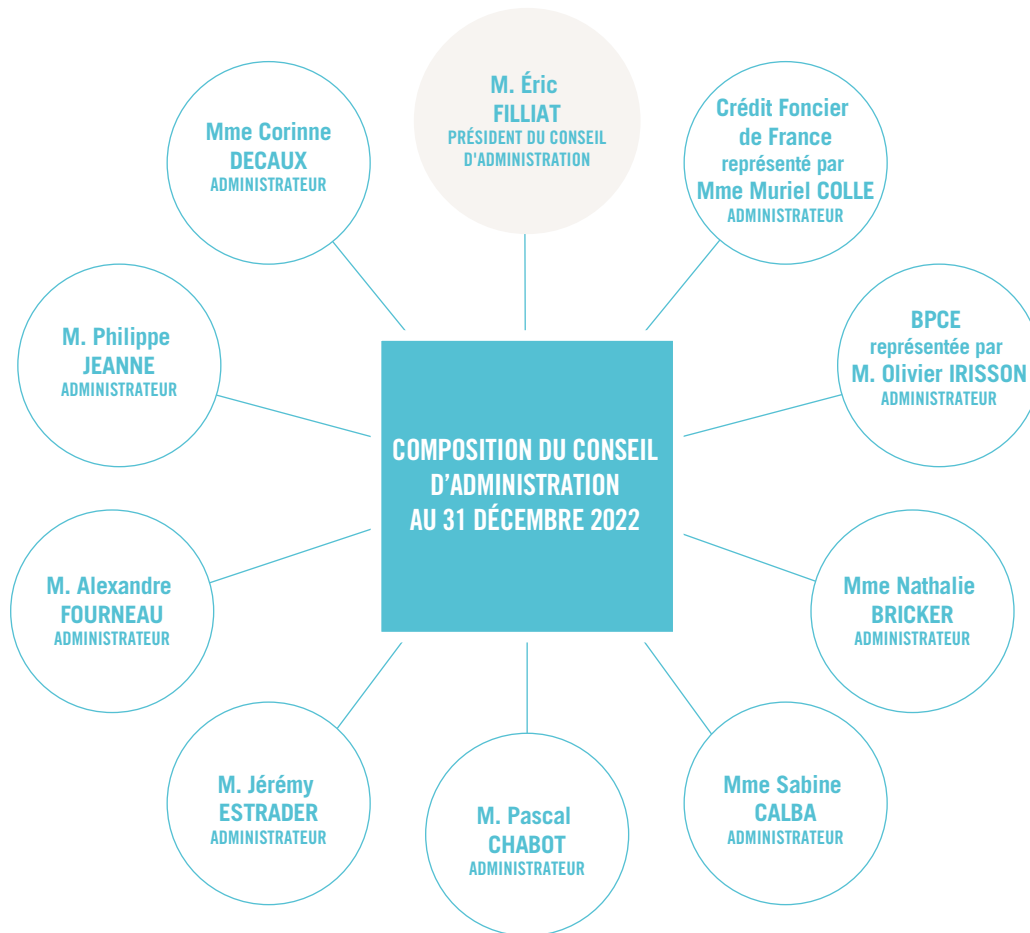 M. Éric
FILLIAT
PRÉSIDENT DU CONSEIL
D'ADMINISTRATION
Crédit Foncier
de France
représenté par
Mme Muriel COLLE
ADMINISTRATEUR
BPCE
représentée par
M. Olivier IRISSON
ADMINISTRATEUR
Mme Nathalie
BRICKER
ADMINISTRATEUR
Mme Sabine
CALBA
ADMINISTRATEUR
M. Pascal
CHABOT
ADMINISTRATEUR
M. Jérémy
ESTRADER
ADMINISTRATEUR
M. Alexandre
FOURNEAU
ADMINISTRATEUR
M. Philippe
JEANNE
ADMINISTRATEUR
Mme Corinne
DECAUX
ADMINISTRATEUR
COMPOSITION DU CONSEIL
D’ADMINISTRATION
AU 31 DÉCEMBRE 2022